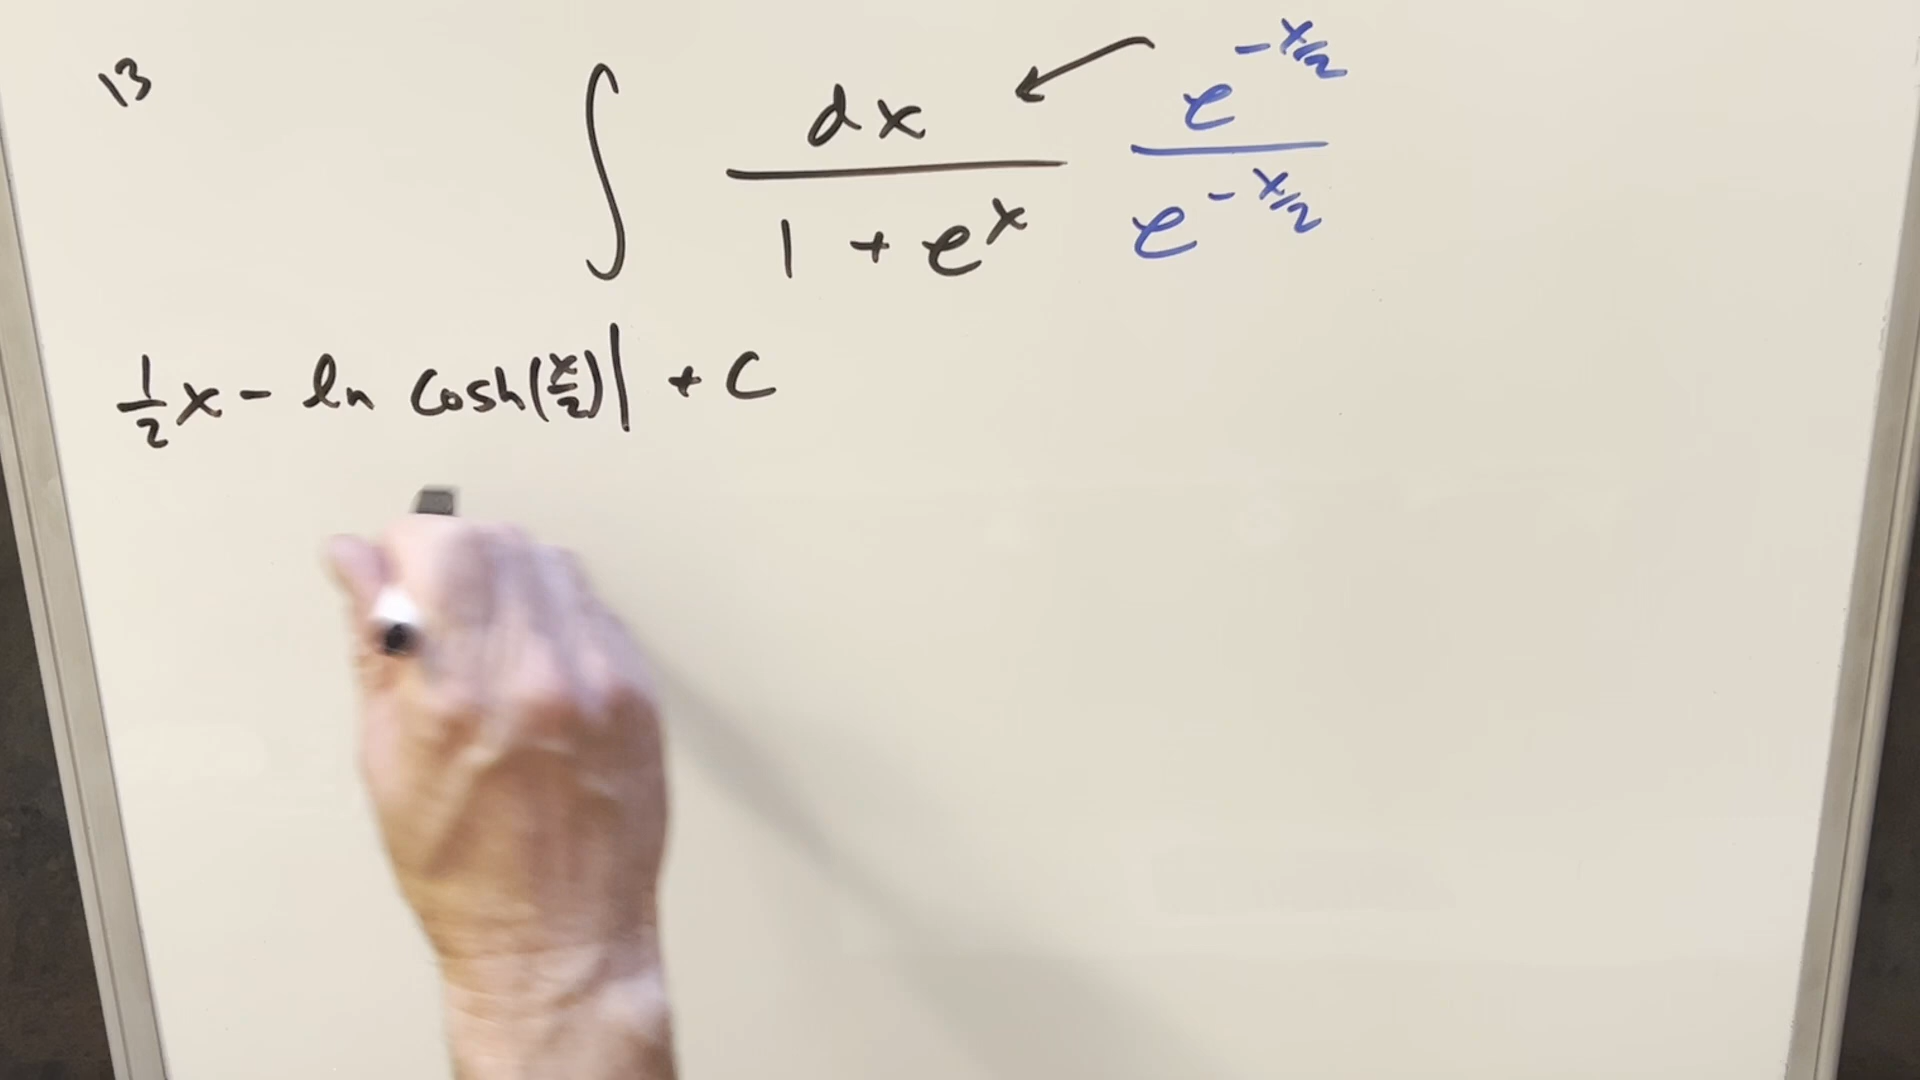 13
∫ dx / (1 + e^x) e^(-x/2) / e^(-x/2)
1/2 x - ln cosh(x/2)| + C